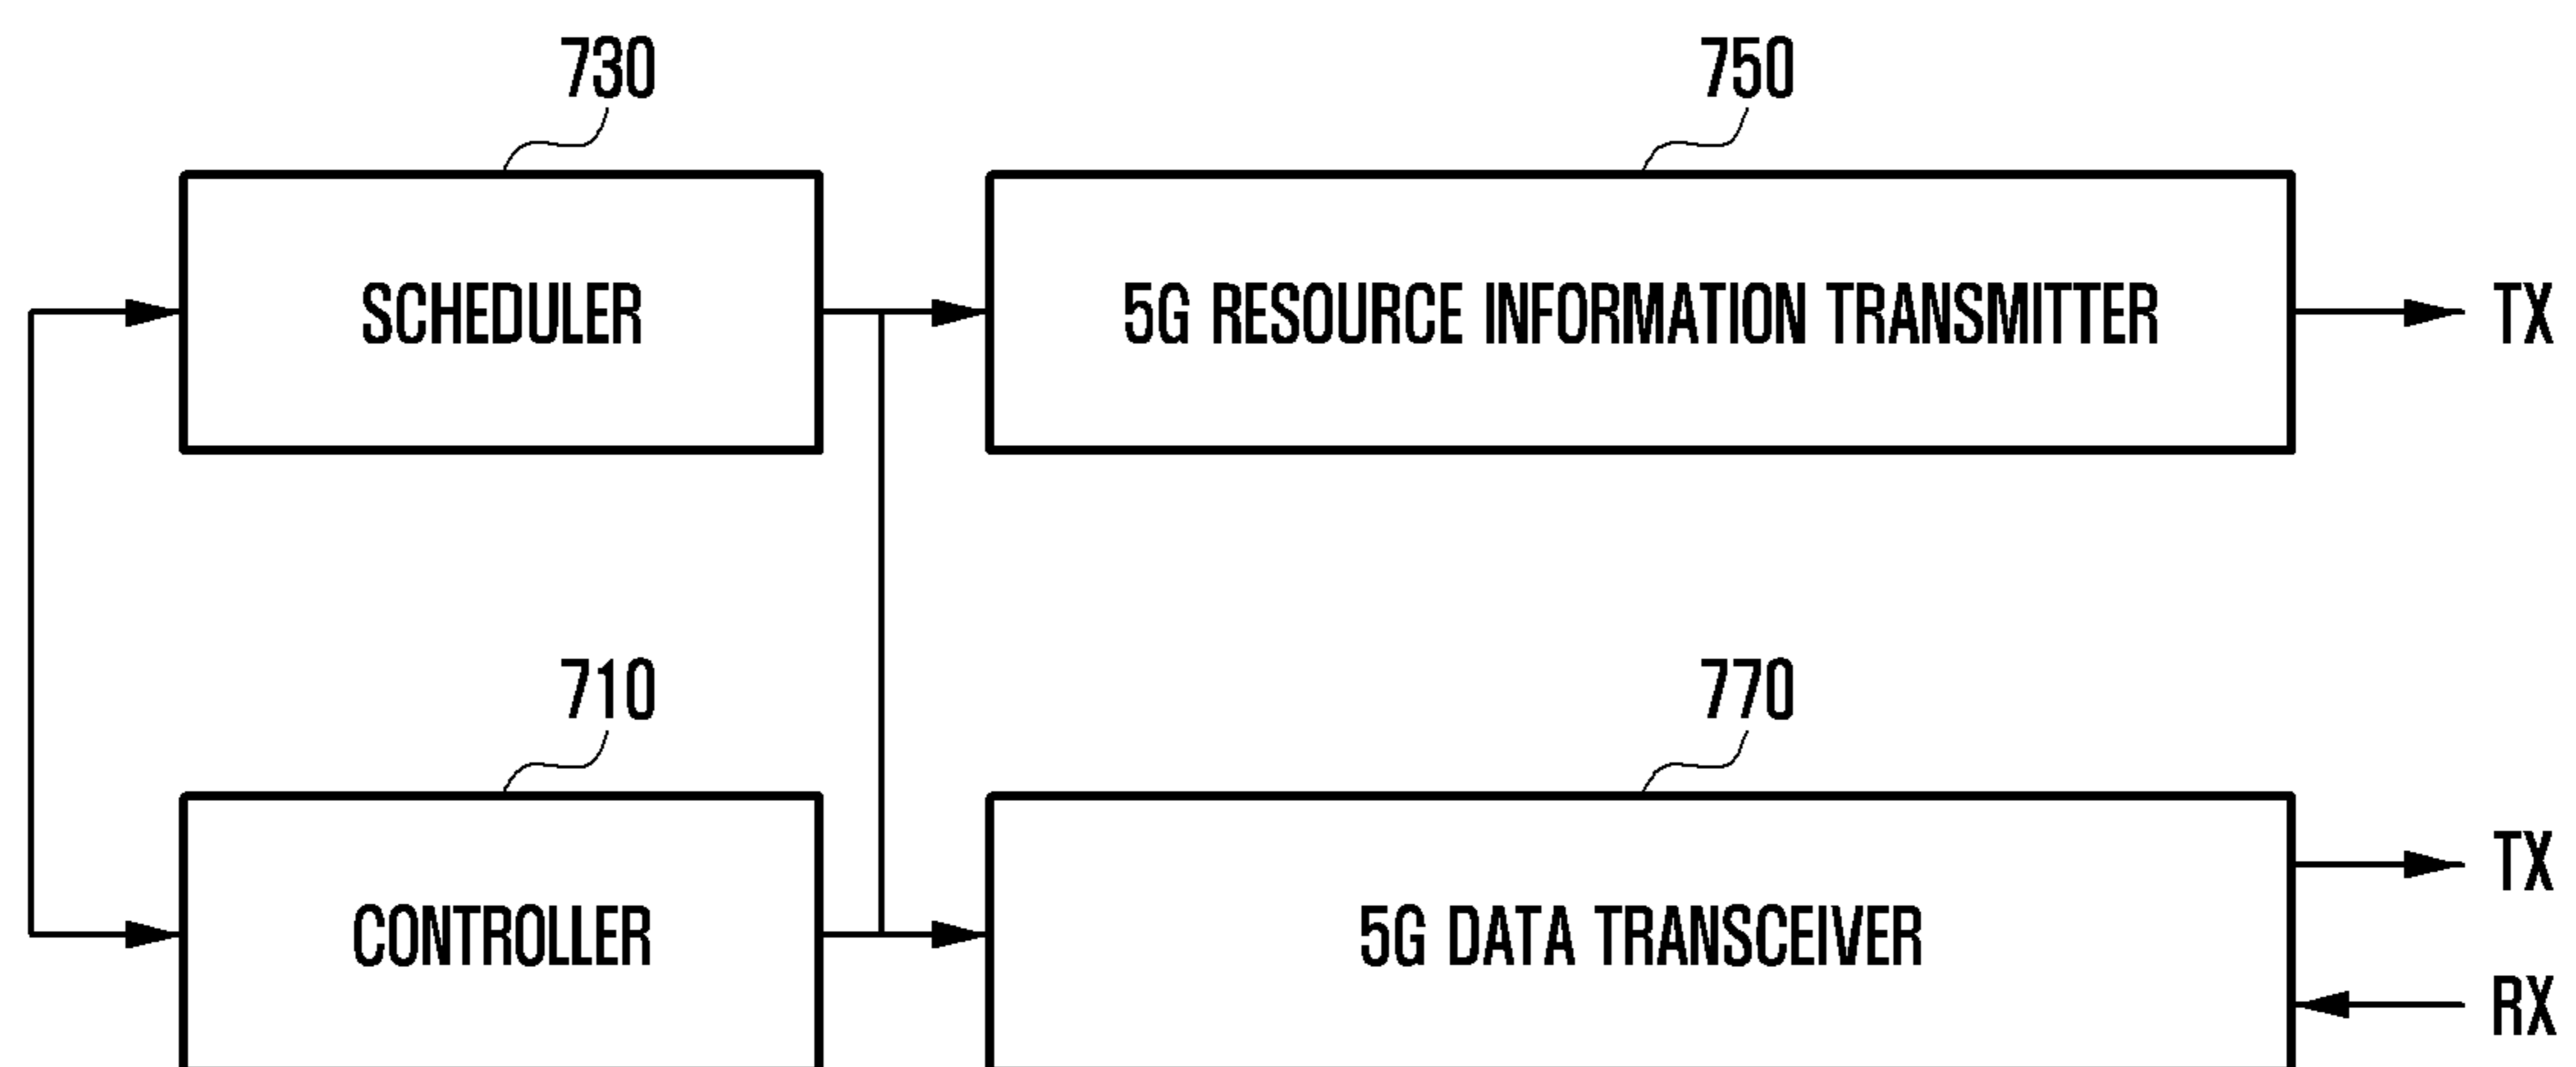 730
750
SCHEDULER
5G RESOURCE INFORMATION TRANSMITTER
TX
710
770
CONTROLLER
5G DATA TRANSCEIVER
TX
RX